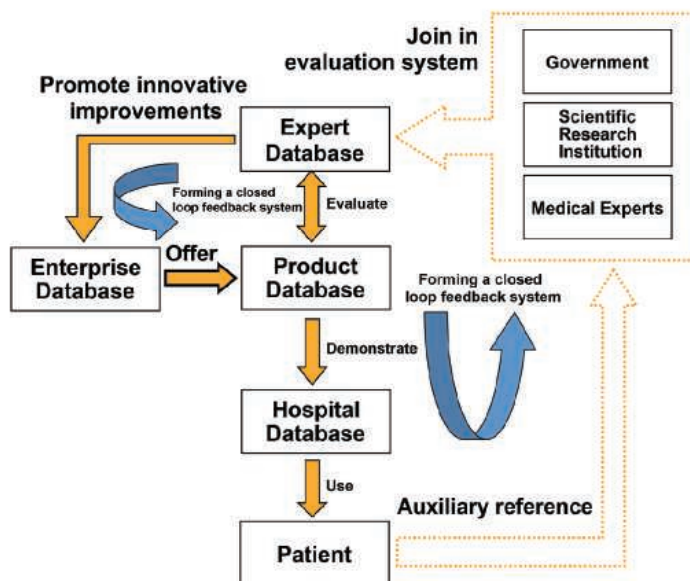 Join in
evaluation system
Government
Scientific
Research
Institution
Medical Experts
Promote innovative
improvements
Expert
Database
Forming a closed
loop feedback system
Evaluate
Enterprise
Database
Offer
Product
Database
Forming a closed
loop feedback system
Demonstrate
Hospital
Database
Use
Auxiliary reference
Patient